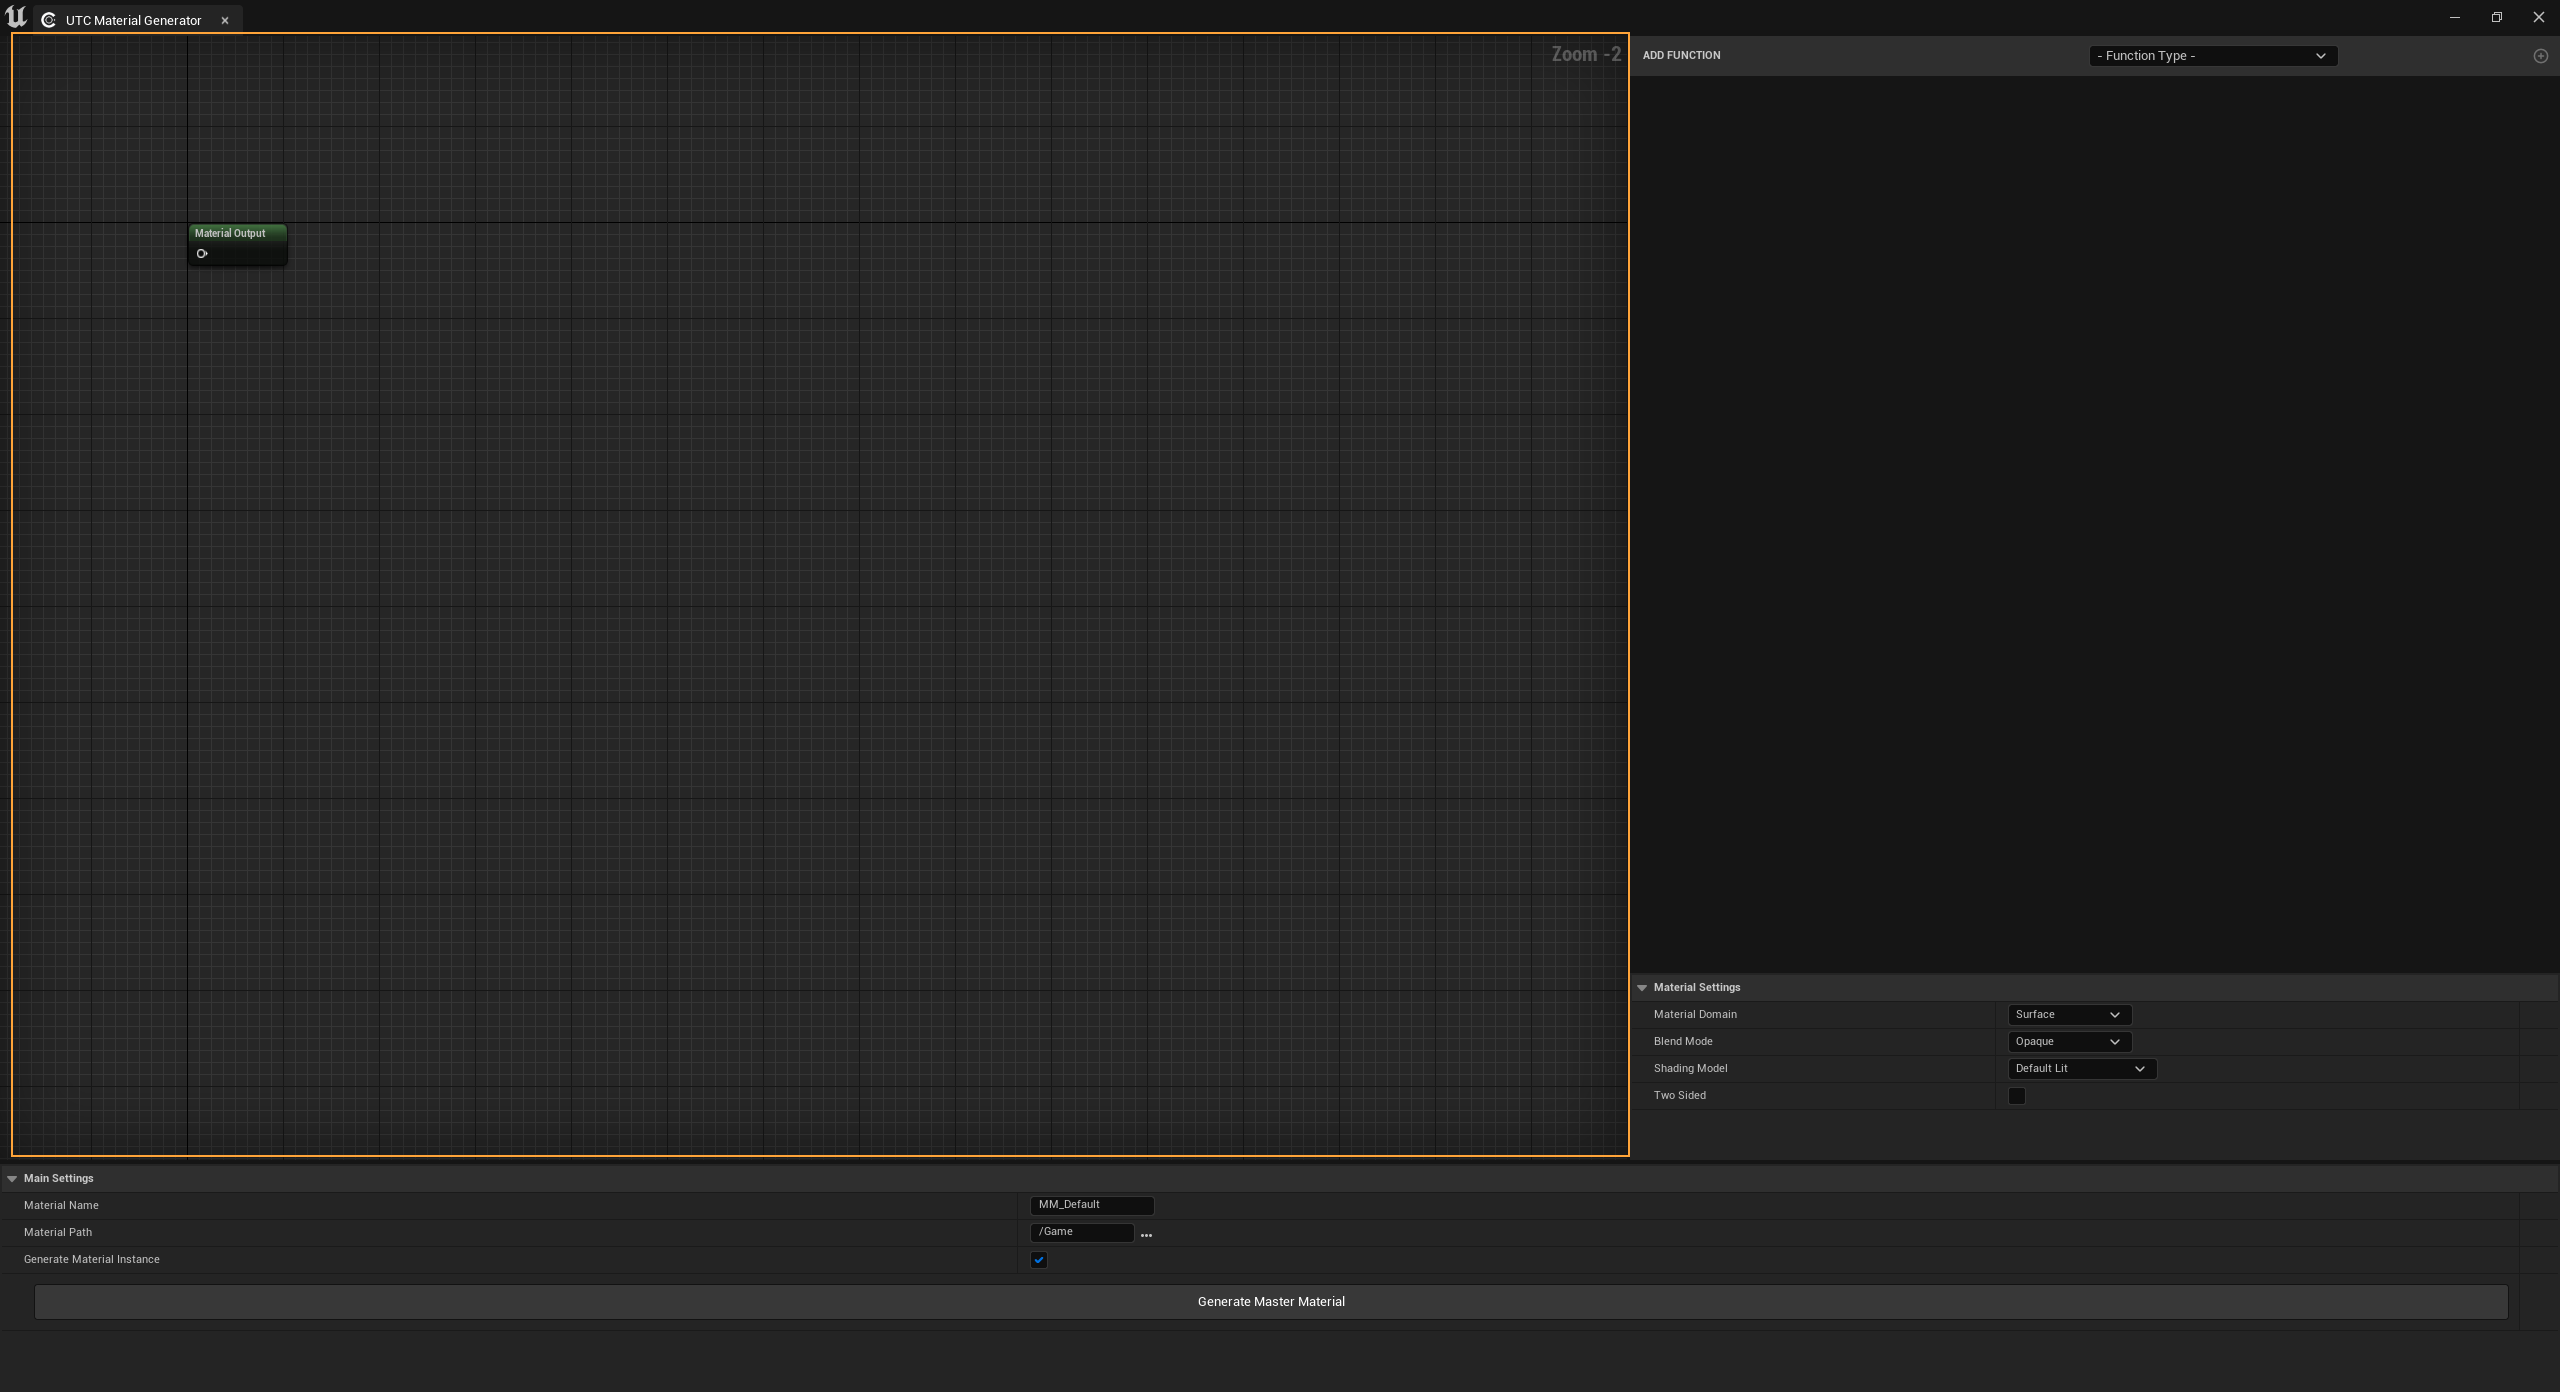 UTC Material Generator
Zoom -2
ADD FUNCTION
- Function Type -
Material Output
Material Settings
Material Domain
Surface
Blend Mode
Opaque
Shading Model
Default Lit
Two Sided
Main Settings
Material Name
MM_Default
Material Path
/Game
...
Generate Material Instance
Generate Master Material